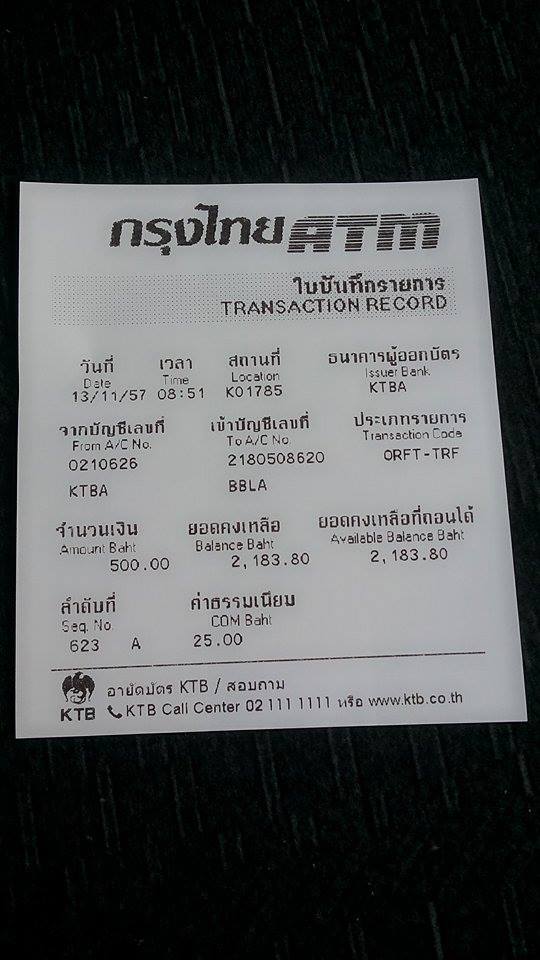 กรุงไทย ATM
ใบบันทึกรายการ
TRANSACTION RECORD
วันที่ เวลา สถานที่ ธนาคารผู้ออกบัตร
Date Time Location Issuer Bank
13/11/57 08:51 K01785 KTBA
จากบัญชีเลขที่ เข้าบัญชีเลขที่ ประเภทรายการ
From A/C No. To A/C No. Transaction Code
0210626 2180508620 ORFT-TRF
KTBA BBLA
จำนวนเงิน ยอดคงเหลือ ยอดคงเหลือที่ถอนได้
Amount Baht Balance Baht Available Balance Baht
500.00 2,183.80 2,183.80
ลำดับที่ ค่าธรรมเนียม
Seq. No. COM Baht
623 A 25.00
อายัดบัตร KTB / สอบถาม
KTB KTB Call Center 02 111 1111 หรือ www.ktb.co.th